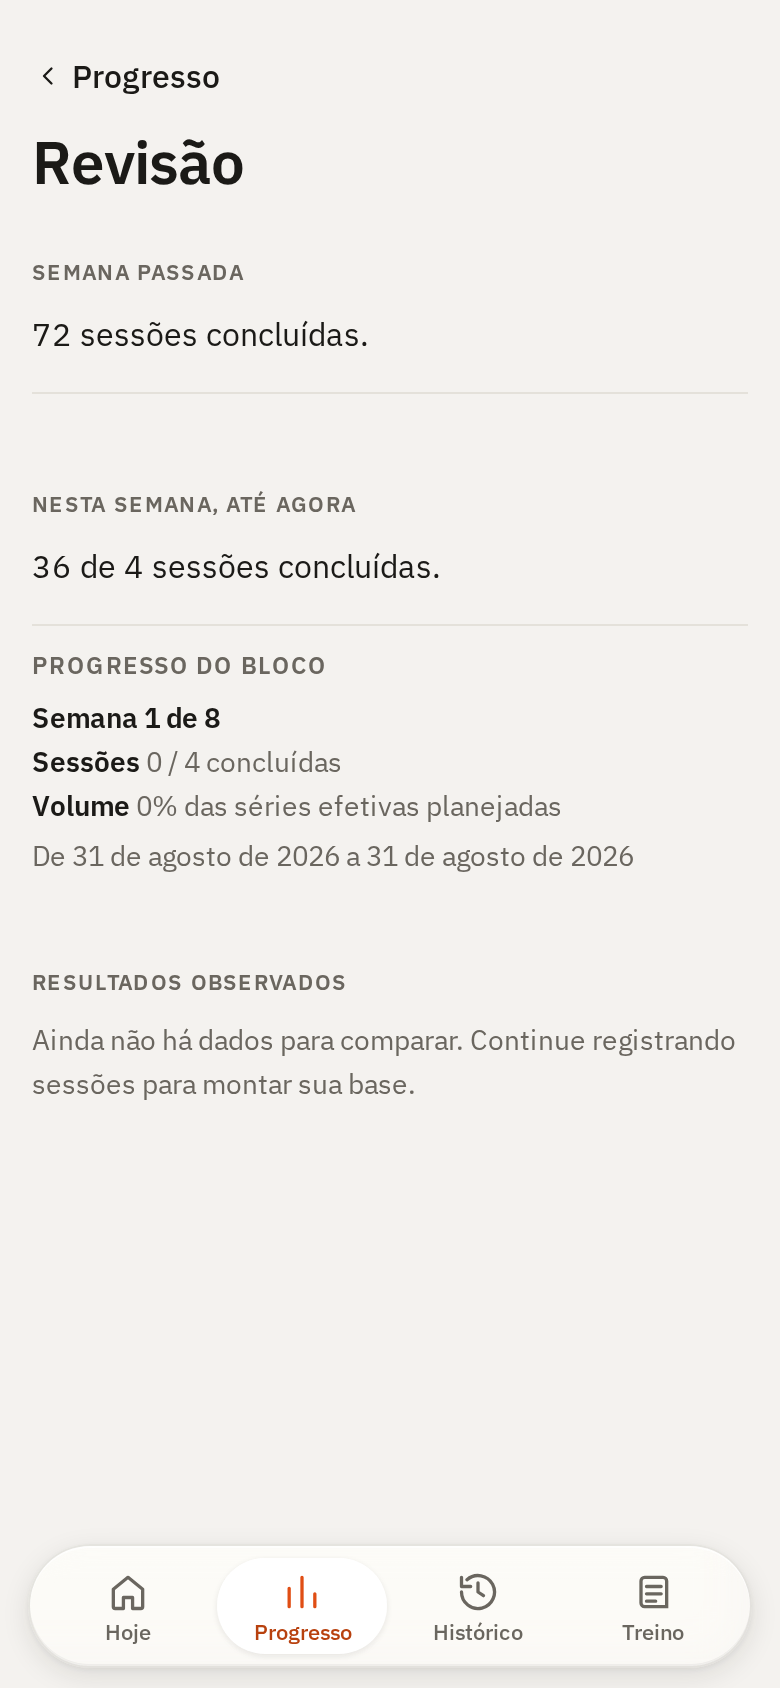 Progresso
Revisão
SEMANA PASSADA
72 sessões concluídas.
NESTA SEMANA, ATÉ AGORA
36 de 4 sessões concluídas.
PROGRESSO DO BLOCO
Semana 1 de 8
Sessões 0 / 4 concluídas
Volume 0% das séries efetivas planejadas
De 31 de agosto de 2026 a 31 de agosto de 2026
RESULTADOS OBSERVADOS
Ainda não há dados para comparar. Continue registrando
sessões para montar sua base.
Hoje
Progresso
Histórico
Treino